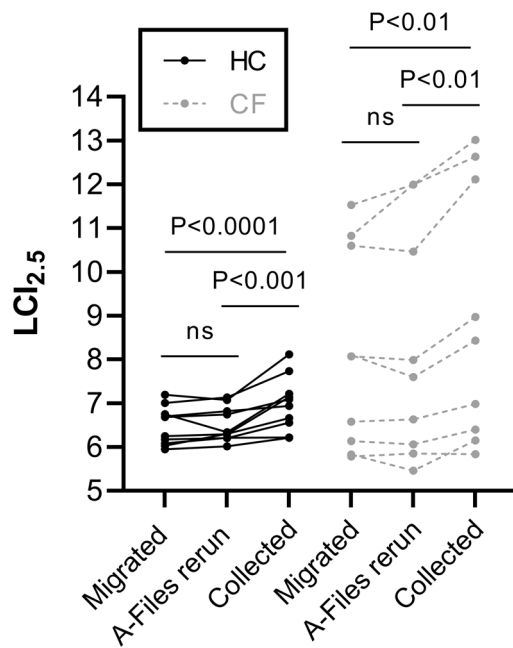 P<0.01
HC
CF
P<0.01
ns
14
13
12
11
10
9
8
7
6
5
LCI2.5
P<0.0001
P<0.001
ns
Migrated
A-Files rerun
Collected
Migrated
A-Files rerun
Collected